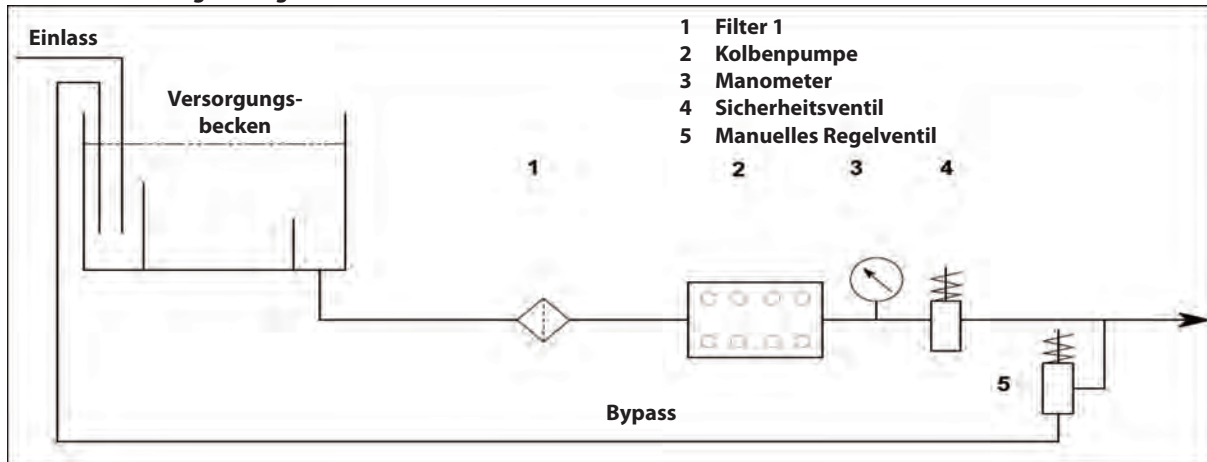 Einlass
Versorgungs-
becken
1 Filter 1
2 Kolbenpumpe
3 Manometer
4 Sicherheitsventil
5 Manuelles Regelventil
1
2
3
4
5
Bypass